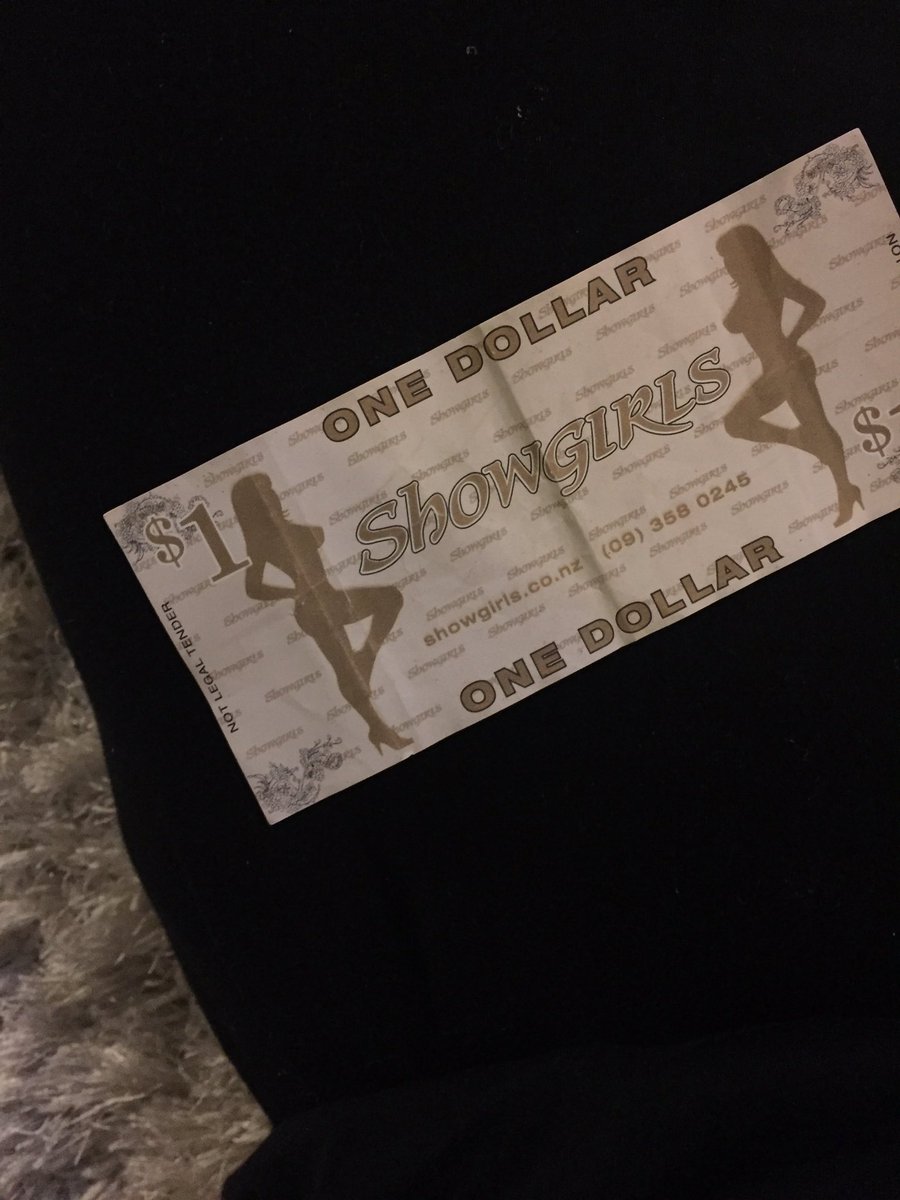 ONE DOLLAR
$1
Showgirls
$1
showgirls.co.nz (09) 358 0245
ONE DOLLAR
NOT LEGAL TENDER